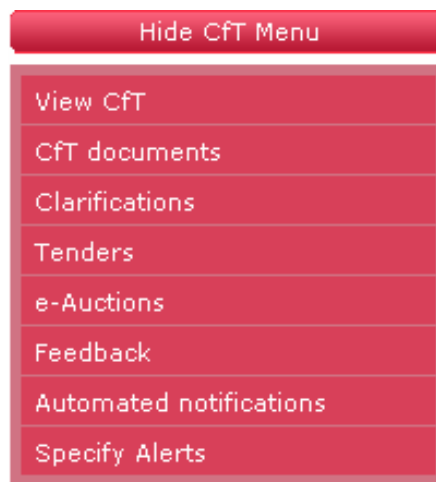 Hide CfT Menu
View CfT
CfT documents
Clarifications
Tenders
e-Auctions
Feedback
Automated notifications
Specify Alerts